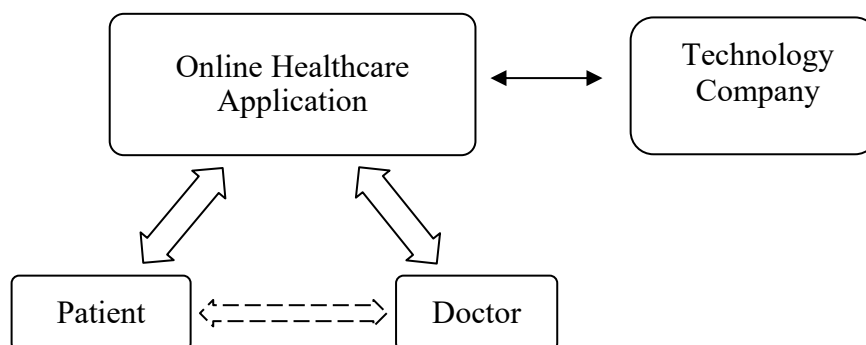 Online Healthcare
Application
Technology
Company
Patient
Doctor